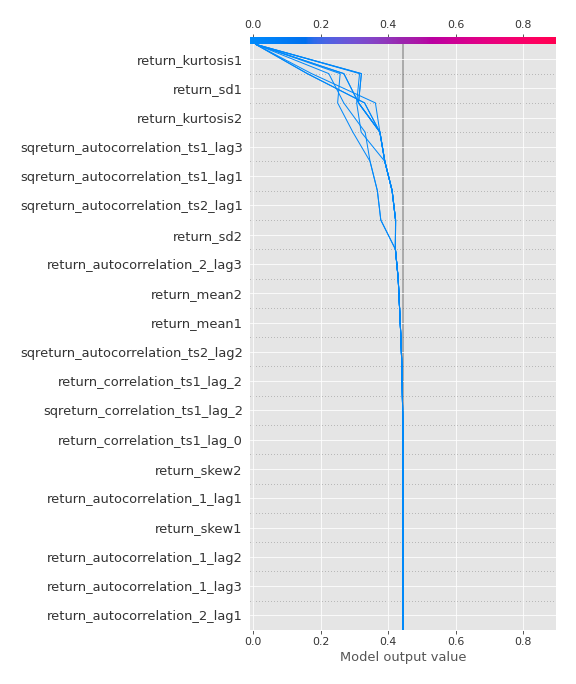 0.0 0.2 0.4 0.6 0.8
return_kurtosis1
return_sd1
return_kurtosis2
sqreturn_autocorrelation_ts1_lag3
sqreturn_autocorrelation_ts1_lag1
sqreturn_autocorrelation_ts2_lag1
return_sd2
return_autocorrelation_2_lag3
return_mean2
return_mean1
sqreturn_autocorrelation_ts2_lag2
return_correlation_ts1_lag_2
sqreturn_correlation_ts1_lag_2
return_correlation_ts1_lag_0
return_skew2
return_autocorrelation_1_lag1
return_skew1
return_autocorrelation_1_lag2
return_autocorrelation_1_lag3
return_autocorrelation_2_lag1
0.0 0.2 0.4 0.6 0.8
Model output value